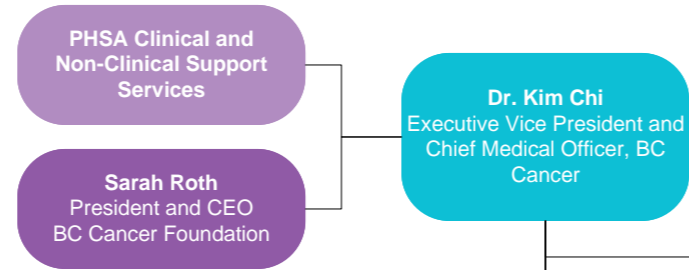 PHSA Clinical and
Non-Clinical Support
Services
Sarah Roth
President and CEO
BC Cancer Foundation
Dr. Kim Chi
Executive Vice President and
Chief Medical Officer, BC
Cancer